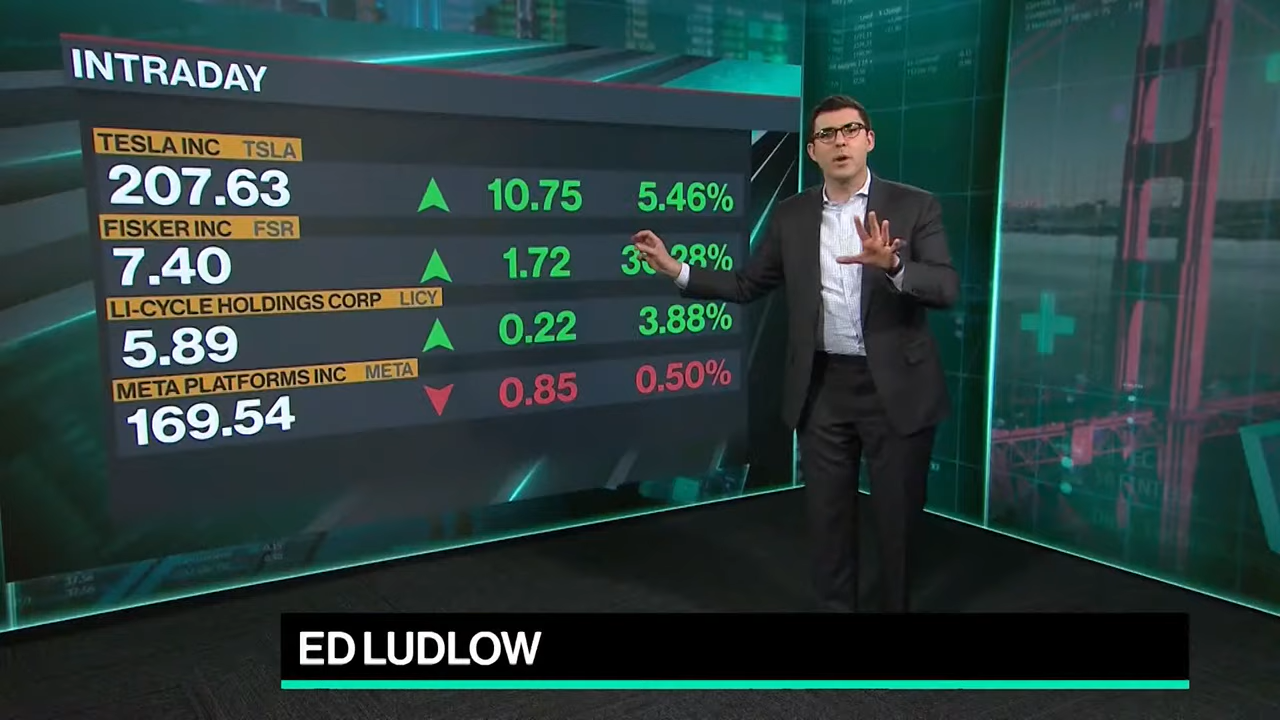 INTRADAY
TESLA INC TSLA
207.63 10.75 5.46%
FISKER INC FSR
7.40 1.72
LI-CYCLE HOLDINGS CORP LICY
5.89 0.22 3.88%
META PLATFORMS INC META
169.54 0.85 0.50%
ED LUDLOW